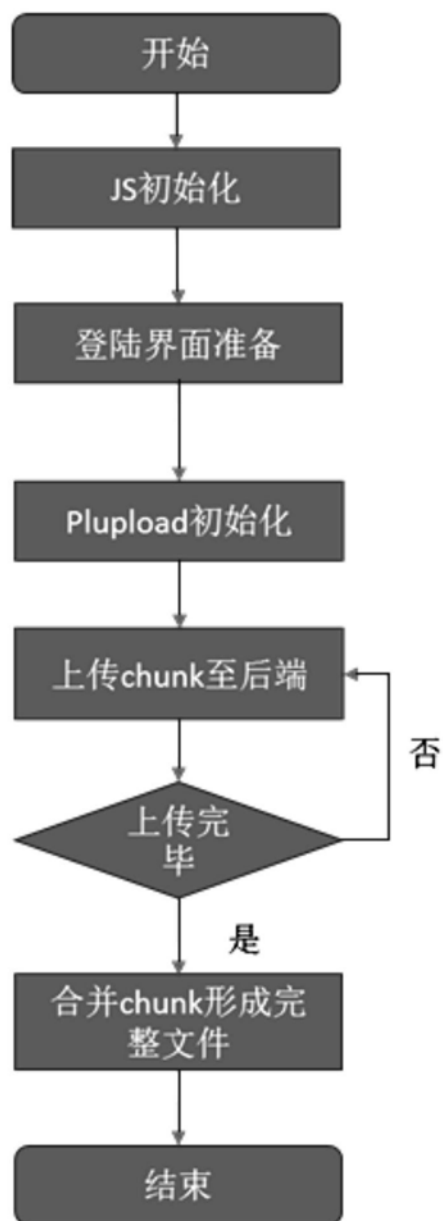 开始
JS初始化
登陆界面准备
Plupload初始化
上传chunk至后端
否
上传完
毕
是
合并chunk形成完
整文件
结束